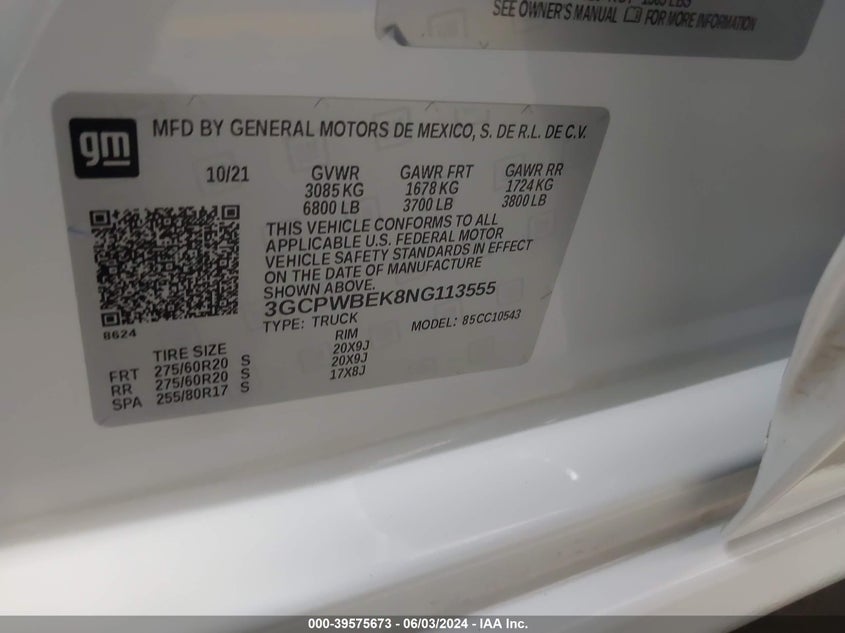 SEE OWNER'S MANUAL FOR MORE INFORMATION
gm
MFD BY GENERAL MOTORS DE MEXICO, S. DE R.L. DE C.V.
10/21 GVWR GAWR FRT GAWR RR
3085 KG 1678 KG 1724 KG
6800 LB 3700 LB 3800 LB
THIS VEHICLE CONFORMS TO ALL
APPLICABLE U.S. FEDERAL MOTOR
VEHICLE SAFETY STANDARDS IN EFFECT
ON THE DATE OF MANUFACTURE
SHOWN ABOVE.
3GCPWBEK8NG113555
8624
TYPE: TRUCK MODEL: 85CC10543
TIRE SIZE RIM
FRT 275/60R20 S 20X9J
RR 275/60R20 S 20X9J
SPA 255/80R17 S 17X8J
000-39575673 - 06/03/2024 - IAA Inc.